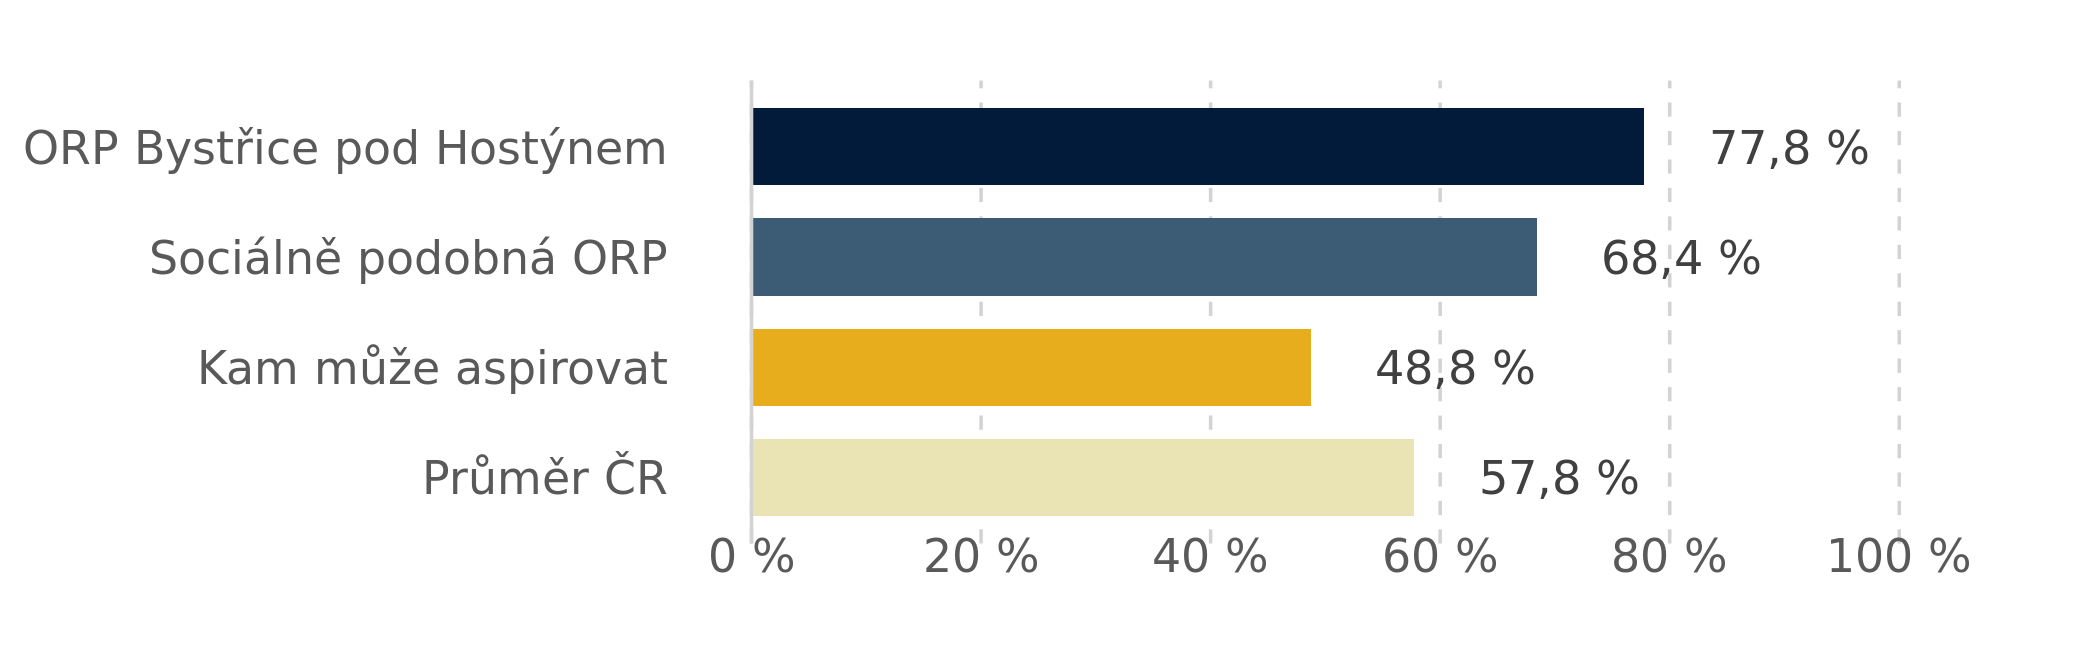 ORP Bystřice pod Hostýnem 77,8 %
Sociálně podobná ORP 68,4 %
Kam může aspirovat 48,8 %
Průměr ČR 57,8 %
0 % 20 % 40 % 60 % 80 % 100 %